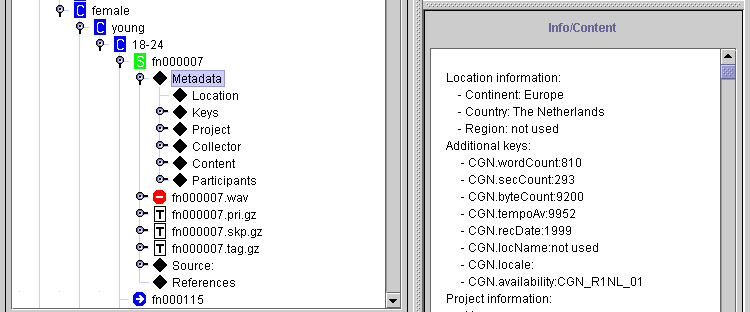 C female
C young
C 18-24
S fn000007
Metadata
Location
Keys
Project
Collector
Content
Participants
fn000007.wav
T fn000007.pri.gz
T fn000007.skp.gz
T fn000007.tag.gz
Source:
References
fn000115
Info/Content
Location information:
- Continent: Europe
- Country: The Netherlands
- Region: not used
Additional keys:
- CGN.wordCount:810
- CGN.secCount:293
- CGN.byteCount:9200
- CGN.tempoAv:9952
- CGN.recDate:1999
- CGN.locName:not used
- CGN.locale:
- CGN.availability:CGN_R1NL_01
Project information: